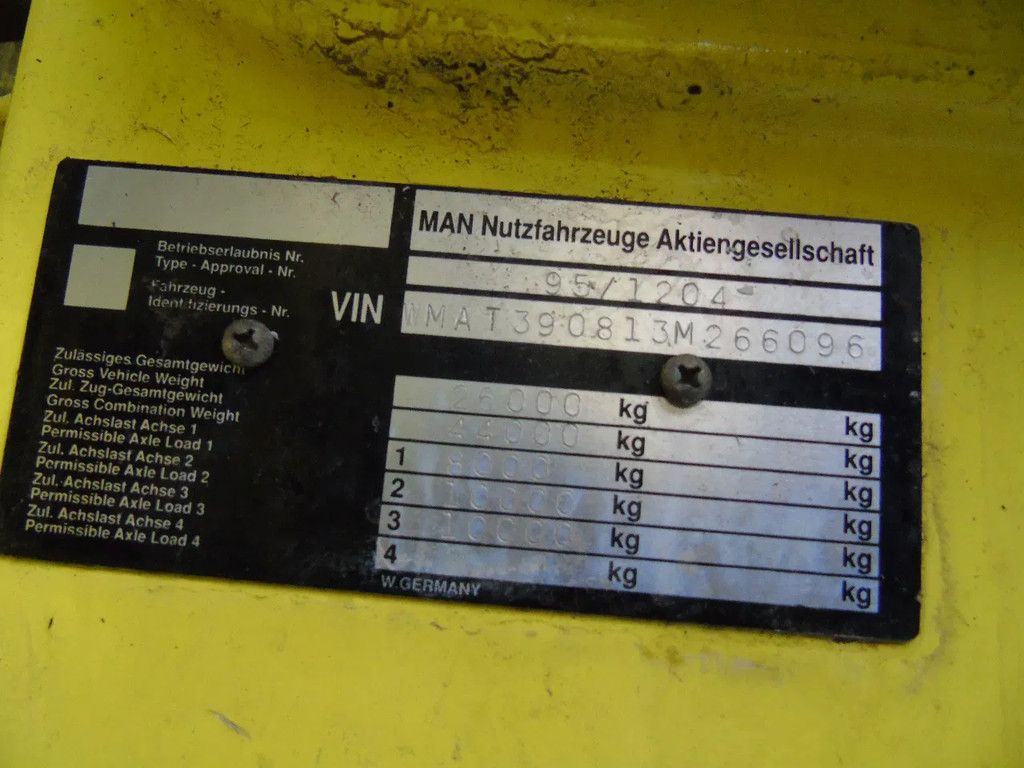 MAN Nutzfahrzeuge Aktiengesellschaft
Betriebserlaubnis Nr.
Type - Approval - Nr.
95/1204
Fahrzeug -
Identifizierungs - Nr.
VIN
WMAT390813M266096
Zulässiges Gesamtgewicht
Gross Vehicle Weight
26000 kg kg
Zul. Zug-Gesamtgewicht
Gross Combination Weight
44000 kg kg
Zul. Achslast Achse 1
Permissible Axle Load 1
1 8000 kg kg
Zul. Achslast Achse 2
Permissible Axle Load 2
2 10000 kg kg
Zul. Achslast Achse 3
Permissible Axle Load 3
3 10000 kg kg
Zul. Achslast Achse 4
Permissible Axle Load 4
4 kg kg
W.GERMANY